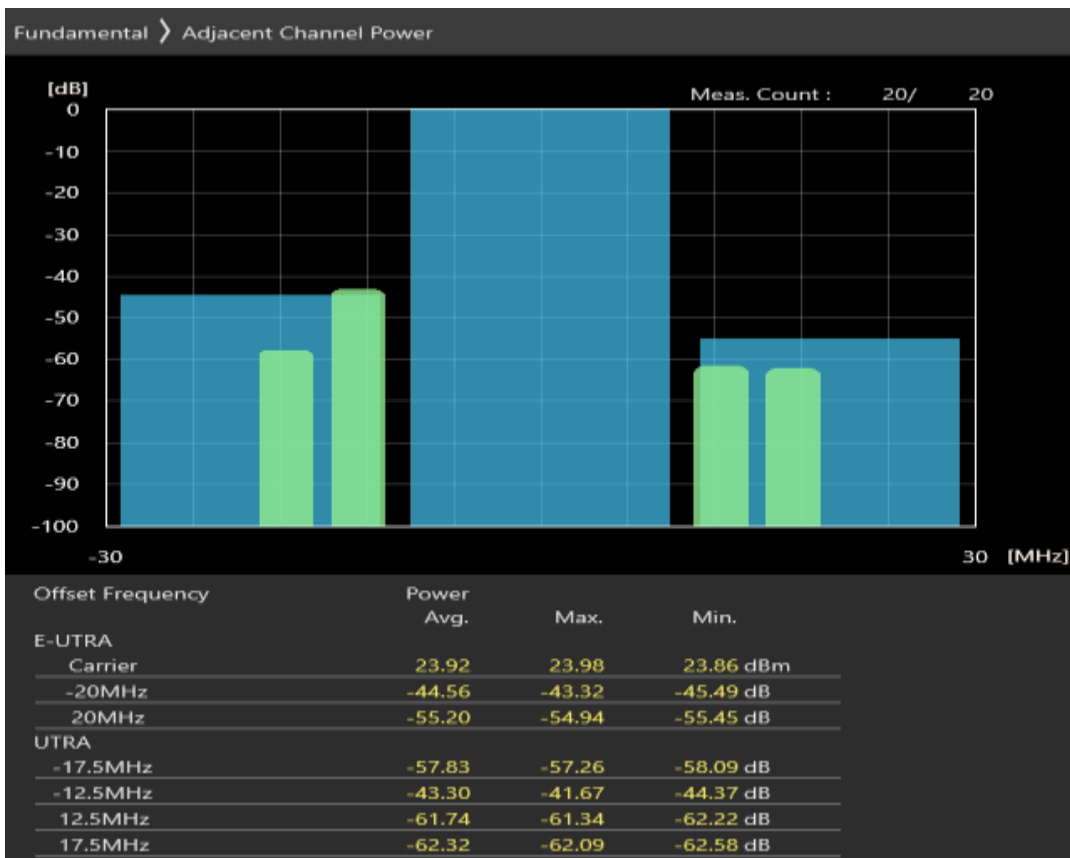 Fundamental 〉 Adjacent Channel Power
[dB]
Meas. Count : 20/ 20
0
-10
-20
-30
-40
-50
-60
-70
-80
-90
-100
-30 30 [MHz]
Offset Frequency Power
Avg. Max. Min.
E-UTRA
Carrier 23.92 23.98 23.86 dBm
-20MHz -44.56 -43.32 -45.49 dB
20MHz -55.20 -54.94 -55.45 dB
UTRA
-17.5MHz -57.83 -57.26 -58.09 dB
-12.5MHz -43.30 -41.67 -44.37 dB
12.5MHz -61.74 -61.34 -62.22 dB
17.5MHz -62.32 -62.09 -62.58 dB